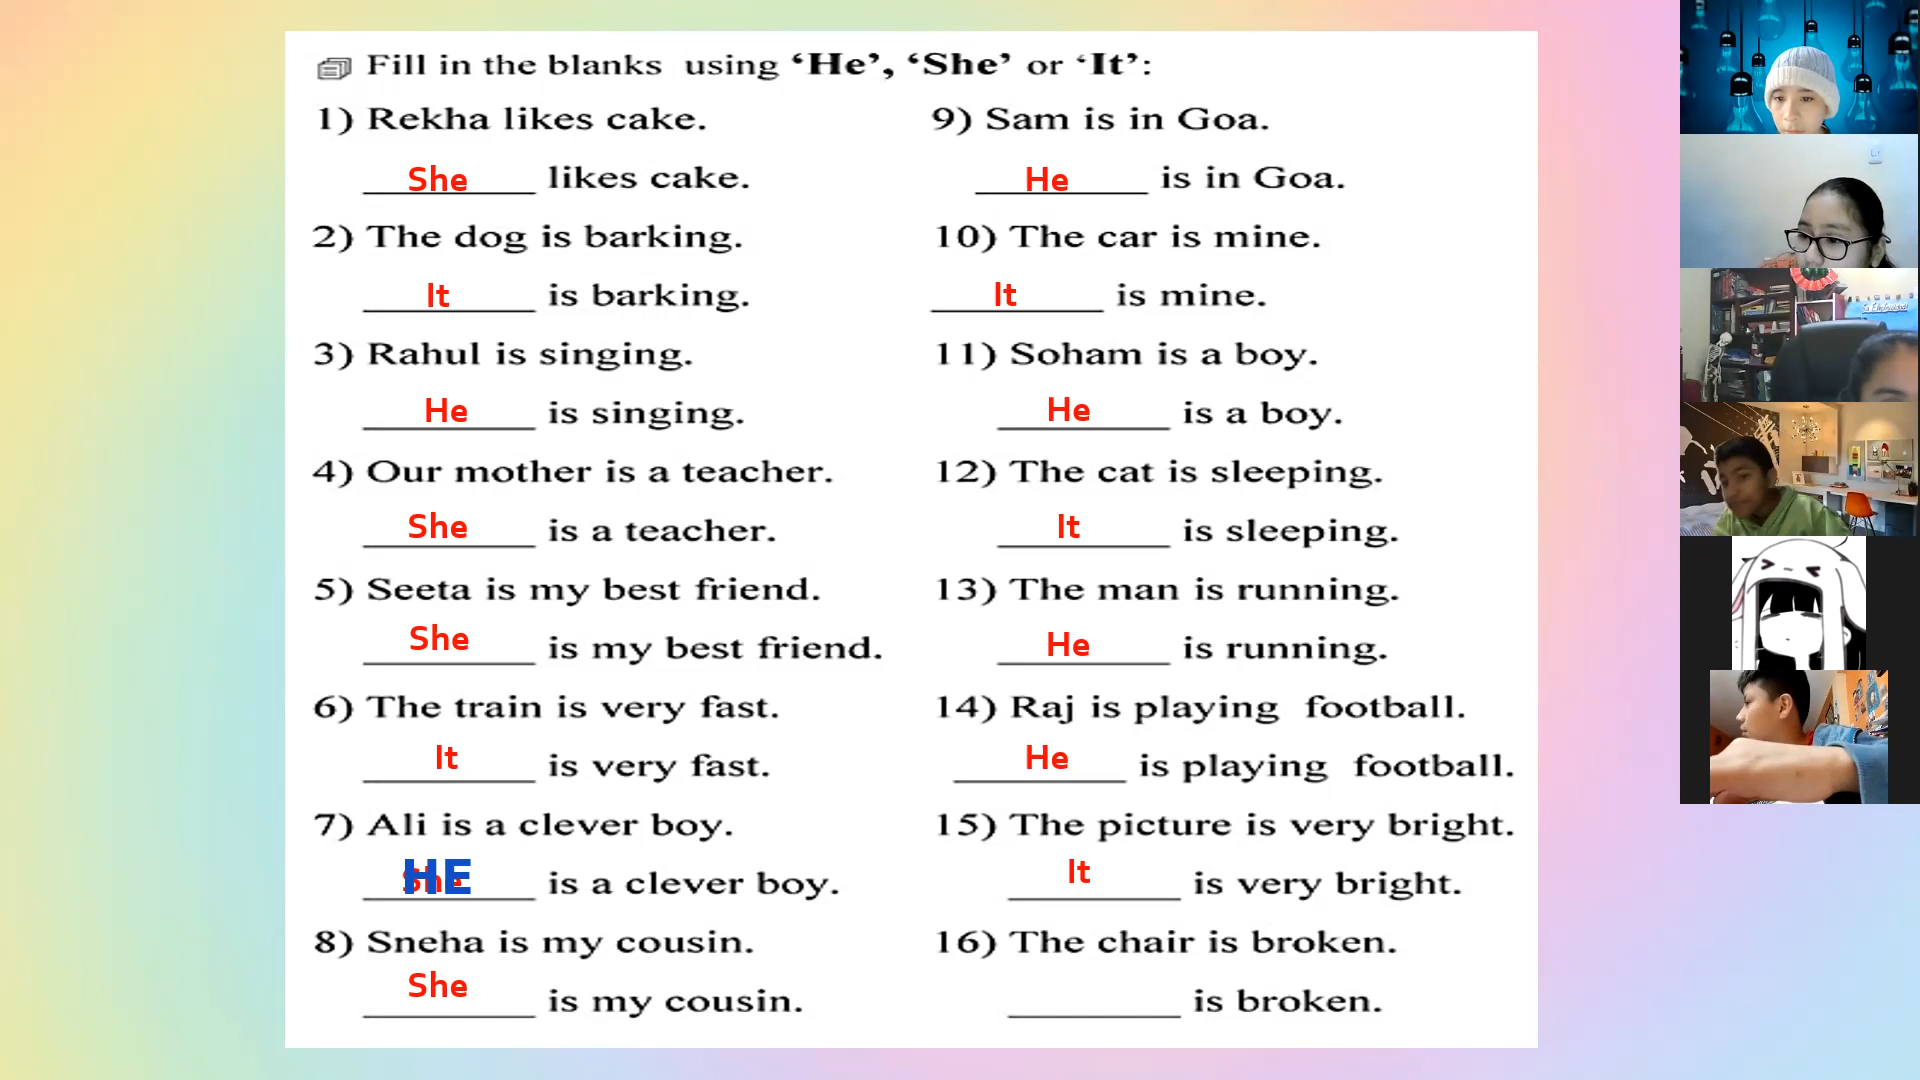 Fill in the blanks using ‘He’, ‘She’ or ‘It’:
1) Rekha likes cake.
She likes cake.
2) The dog is barking.
It is barking.
3) Rahul is singing.
He is singing.
4) Our mother is a teacher.
She is a teacher.
5) Seeta is my best friend.
She is my best friend.
6) The train is very fast.
It is very fast.
7) Ali is a clever boy.
HE is a clever boy.
8) Sneha is my cousin.
She is my cousin.
9) Sam is in Goa.
He is in Goa.
10) The car is mine.
It is mine.
11) Soham is a boy.
He is a boy.
12) The cat is sleeping.
It is sleeping.
13) The man is running.
He is running.
14) Raj is playing football.
He is playing football.
15) The picture is very bright.
It is very bright.
16) The chair is broken.
is broken.